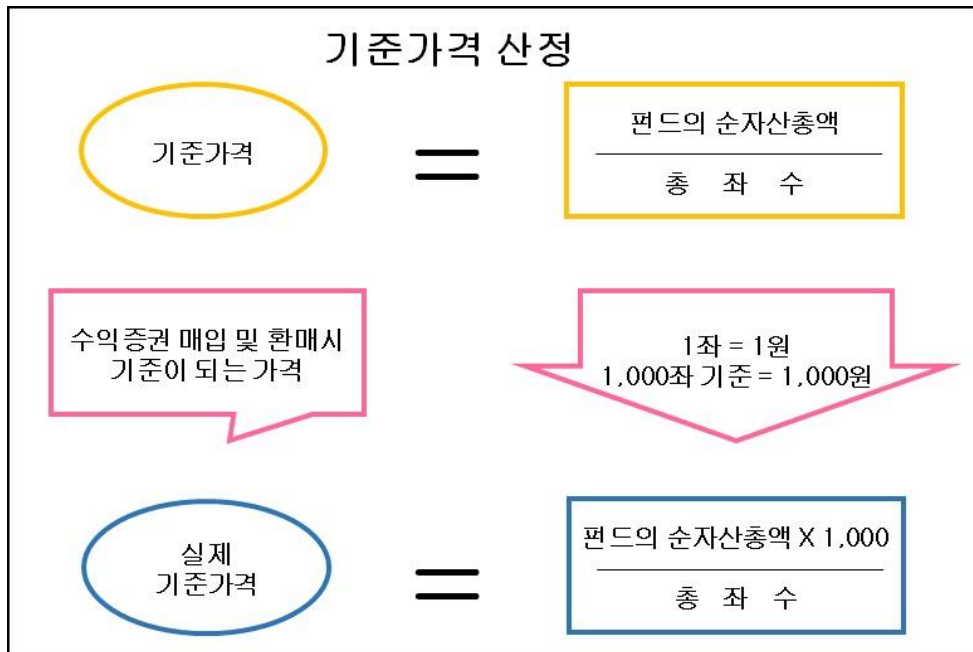 기준가격 산정
기준가격
=
펀드의 순자산총액
총 좌 수
수익증권 매입 및 환매시
기준이 되는 가격
1좌 = 1원
1,000좌 기준 = 1,000원
실제
기준가격
=
펀드의 순자산총액 X 1,000
총 좌 수